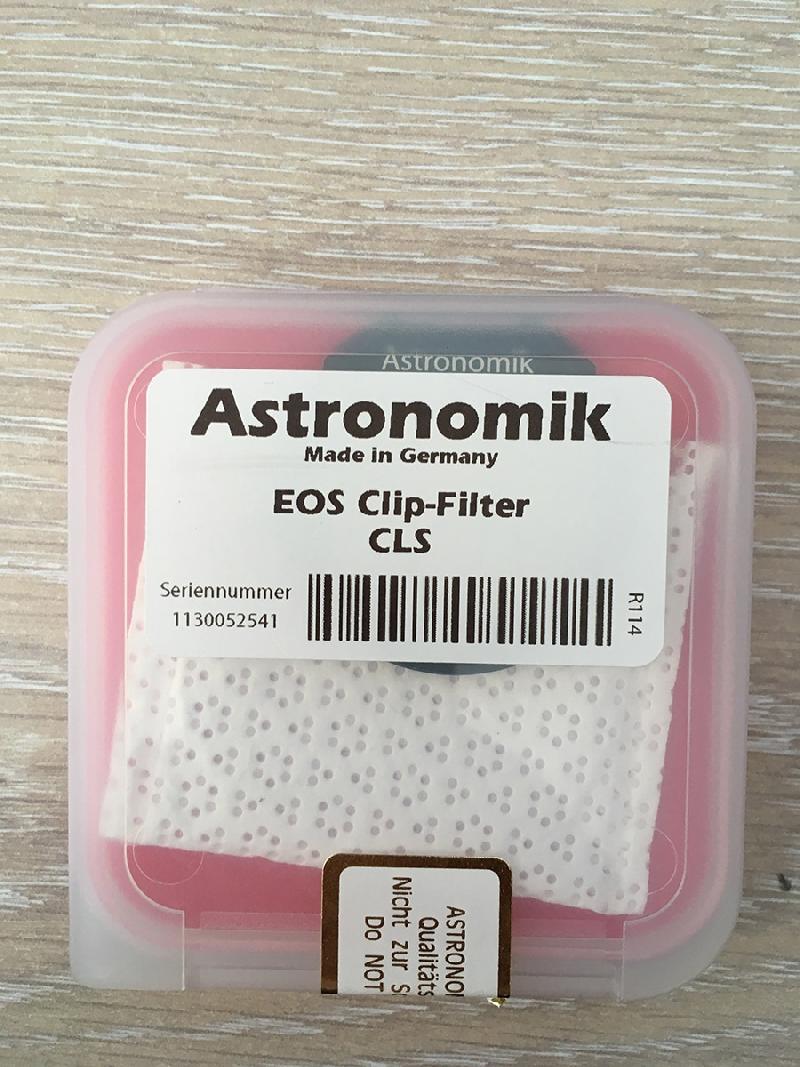 Astronomik
Astronomik
Made in Germany
EOS Clip-Filter
CLS
Seriennummer
1130052541
R114
ASTRONO
Qualitäts
Nicht zur S
Do NOT